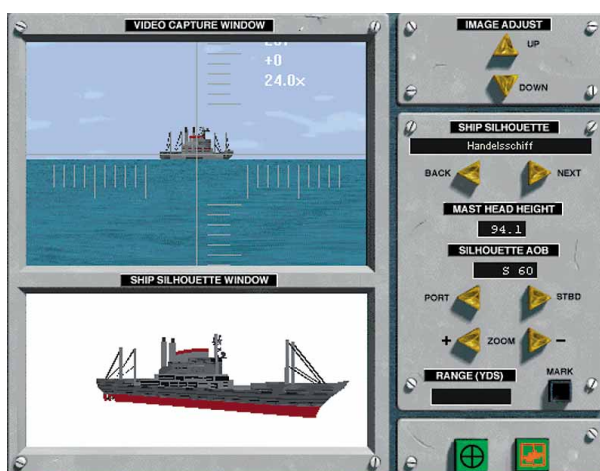 VIDEO CAPTURE WINDOW
+0
24.0x
SHIP SILHOUETTE WINDOW
IMAGE ADJUST
UP
DOWN
SHIP SILHOUETTE
Handelsschiff
BACK
NEXT
MAST HEAD HEIGHT
94.1
SILHOUETTE AOB
S 60
PORT
STBD
+
ZOOM
-
RANGE (YDS)
MARK